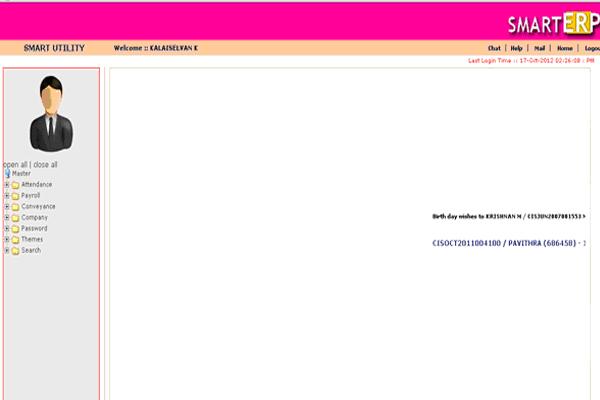 SMARTERP
SMART UTILITY
Welcome :: KALAISELVAN K
Chat | Help | Mail | Home | Logou
Last Login Time :: 17-Oct-2012 02:26:08 : PM
open all | close all
Master
Attendance
Payroll
Conveyance
Company
Password
Themes
Search
Birth day wishes to KRISHNAN M / CISJUN2007001553
CISOCT2011004100 / PAVITHRA (686458) -